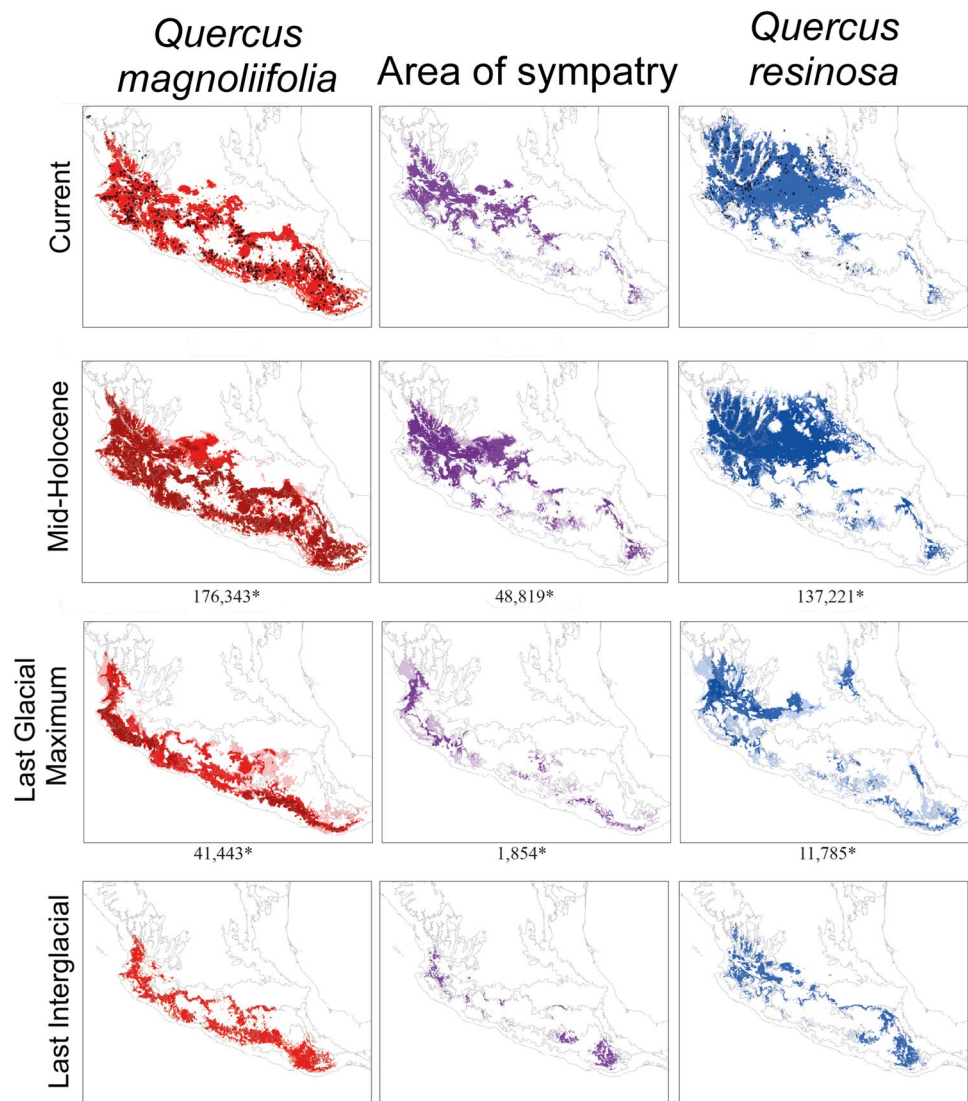 Quercus
magnoliifolia
Area of sympatry
Quercus
resinosa
Current
Mid-Holocene
176,343*
48,819*
137,221*
Last Glacial
Maximum
41,443*
1,854*
11,785*
Last Interglacial